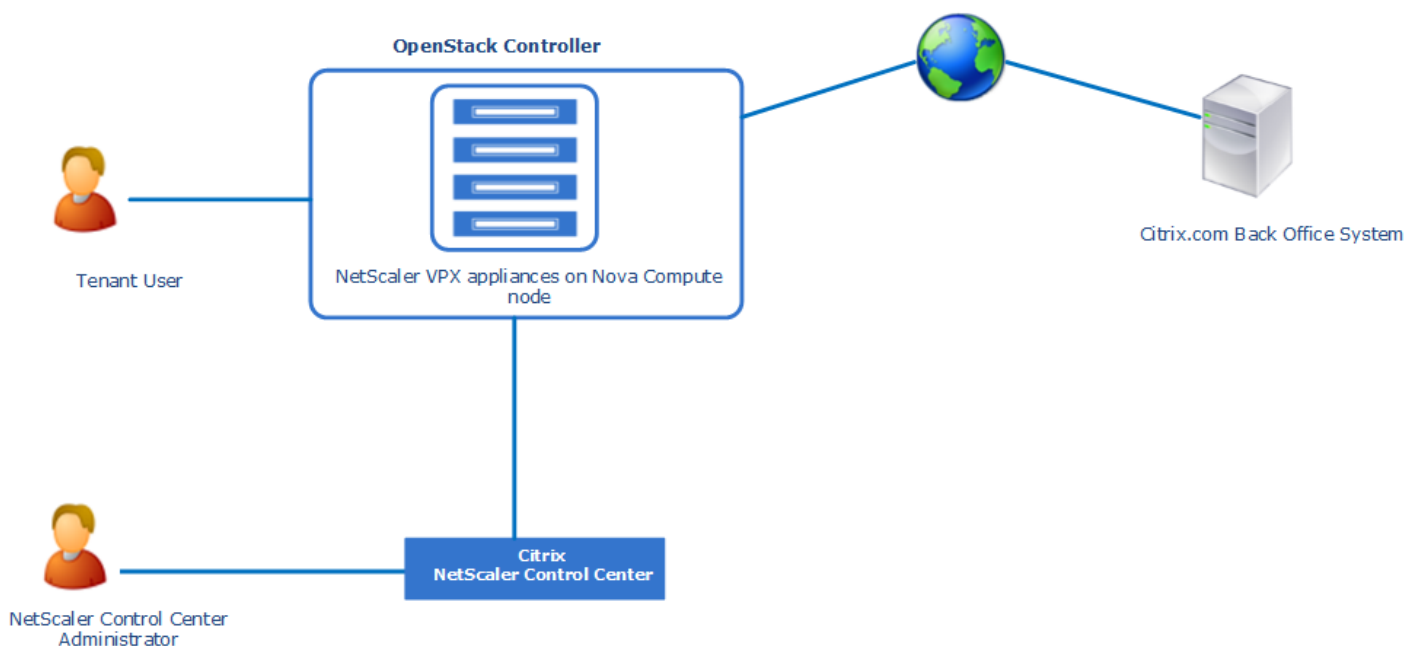 OpenStack Controller
NetScaler VPX appliances on Nova Compute
node
Tenant User
Citrix.com Back Office System
Citrix
NetScaler Control Center
NetScaler Control Center
Administrator